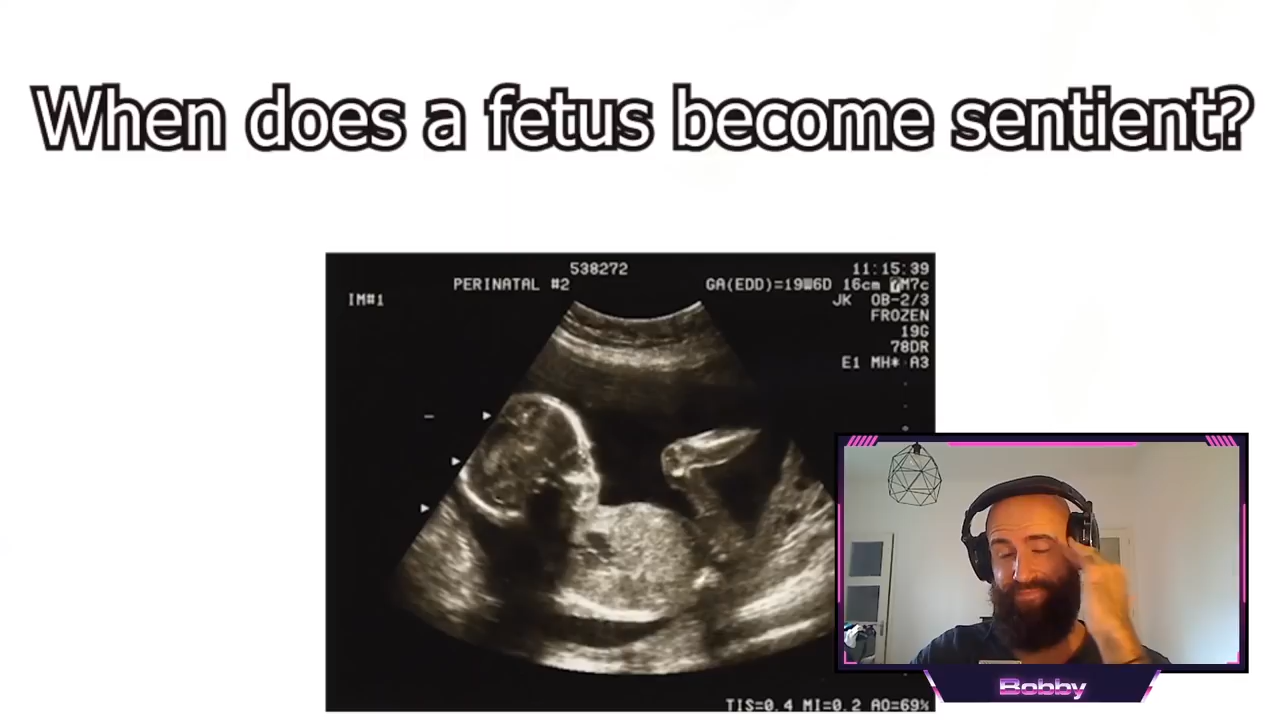 When does a fetus become sentient?
538272
11:15:39
PERINATAL #2
GA(EDD)=19W6D 16cm
M7c
IM#1
JK OB-2/3
FROZEN
19G
78DR
E1 MH* A3
TIS=0.4 MI=0.2 AO=69%
Bobby